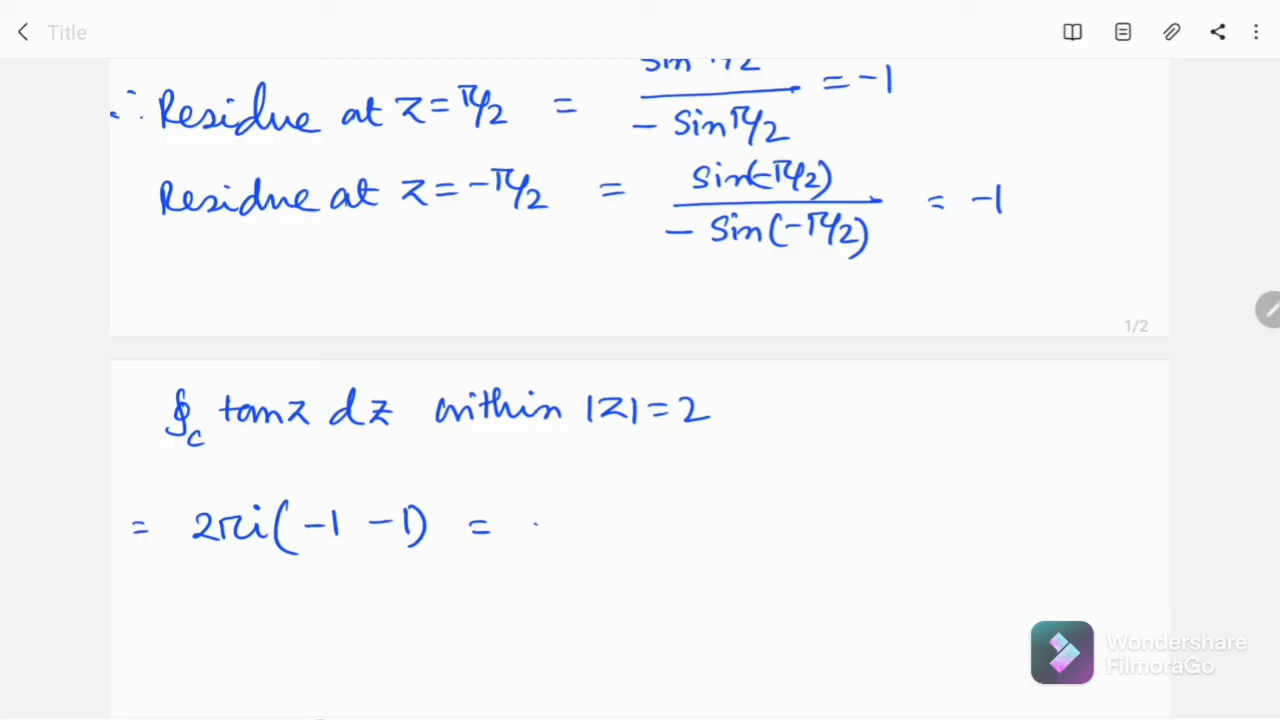 Title
∴ Residue at z = π/2 = sin π/2 / - sin π/2 = -1
Residue at z = -π/2 = sin(-π/2) / - sin(-π/2) = -1
1/2
∮c tanz dz within |z| = 2
= 2πi( -1 -1) =
Wondershare
FilmoraGo